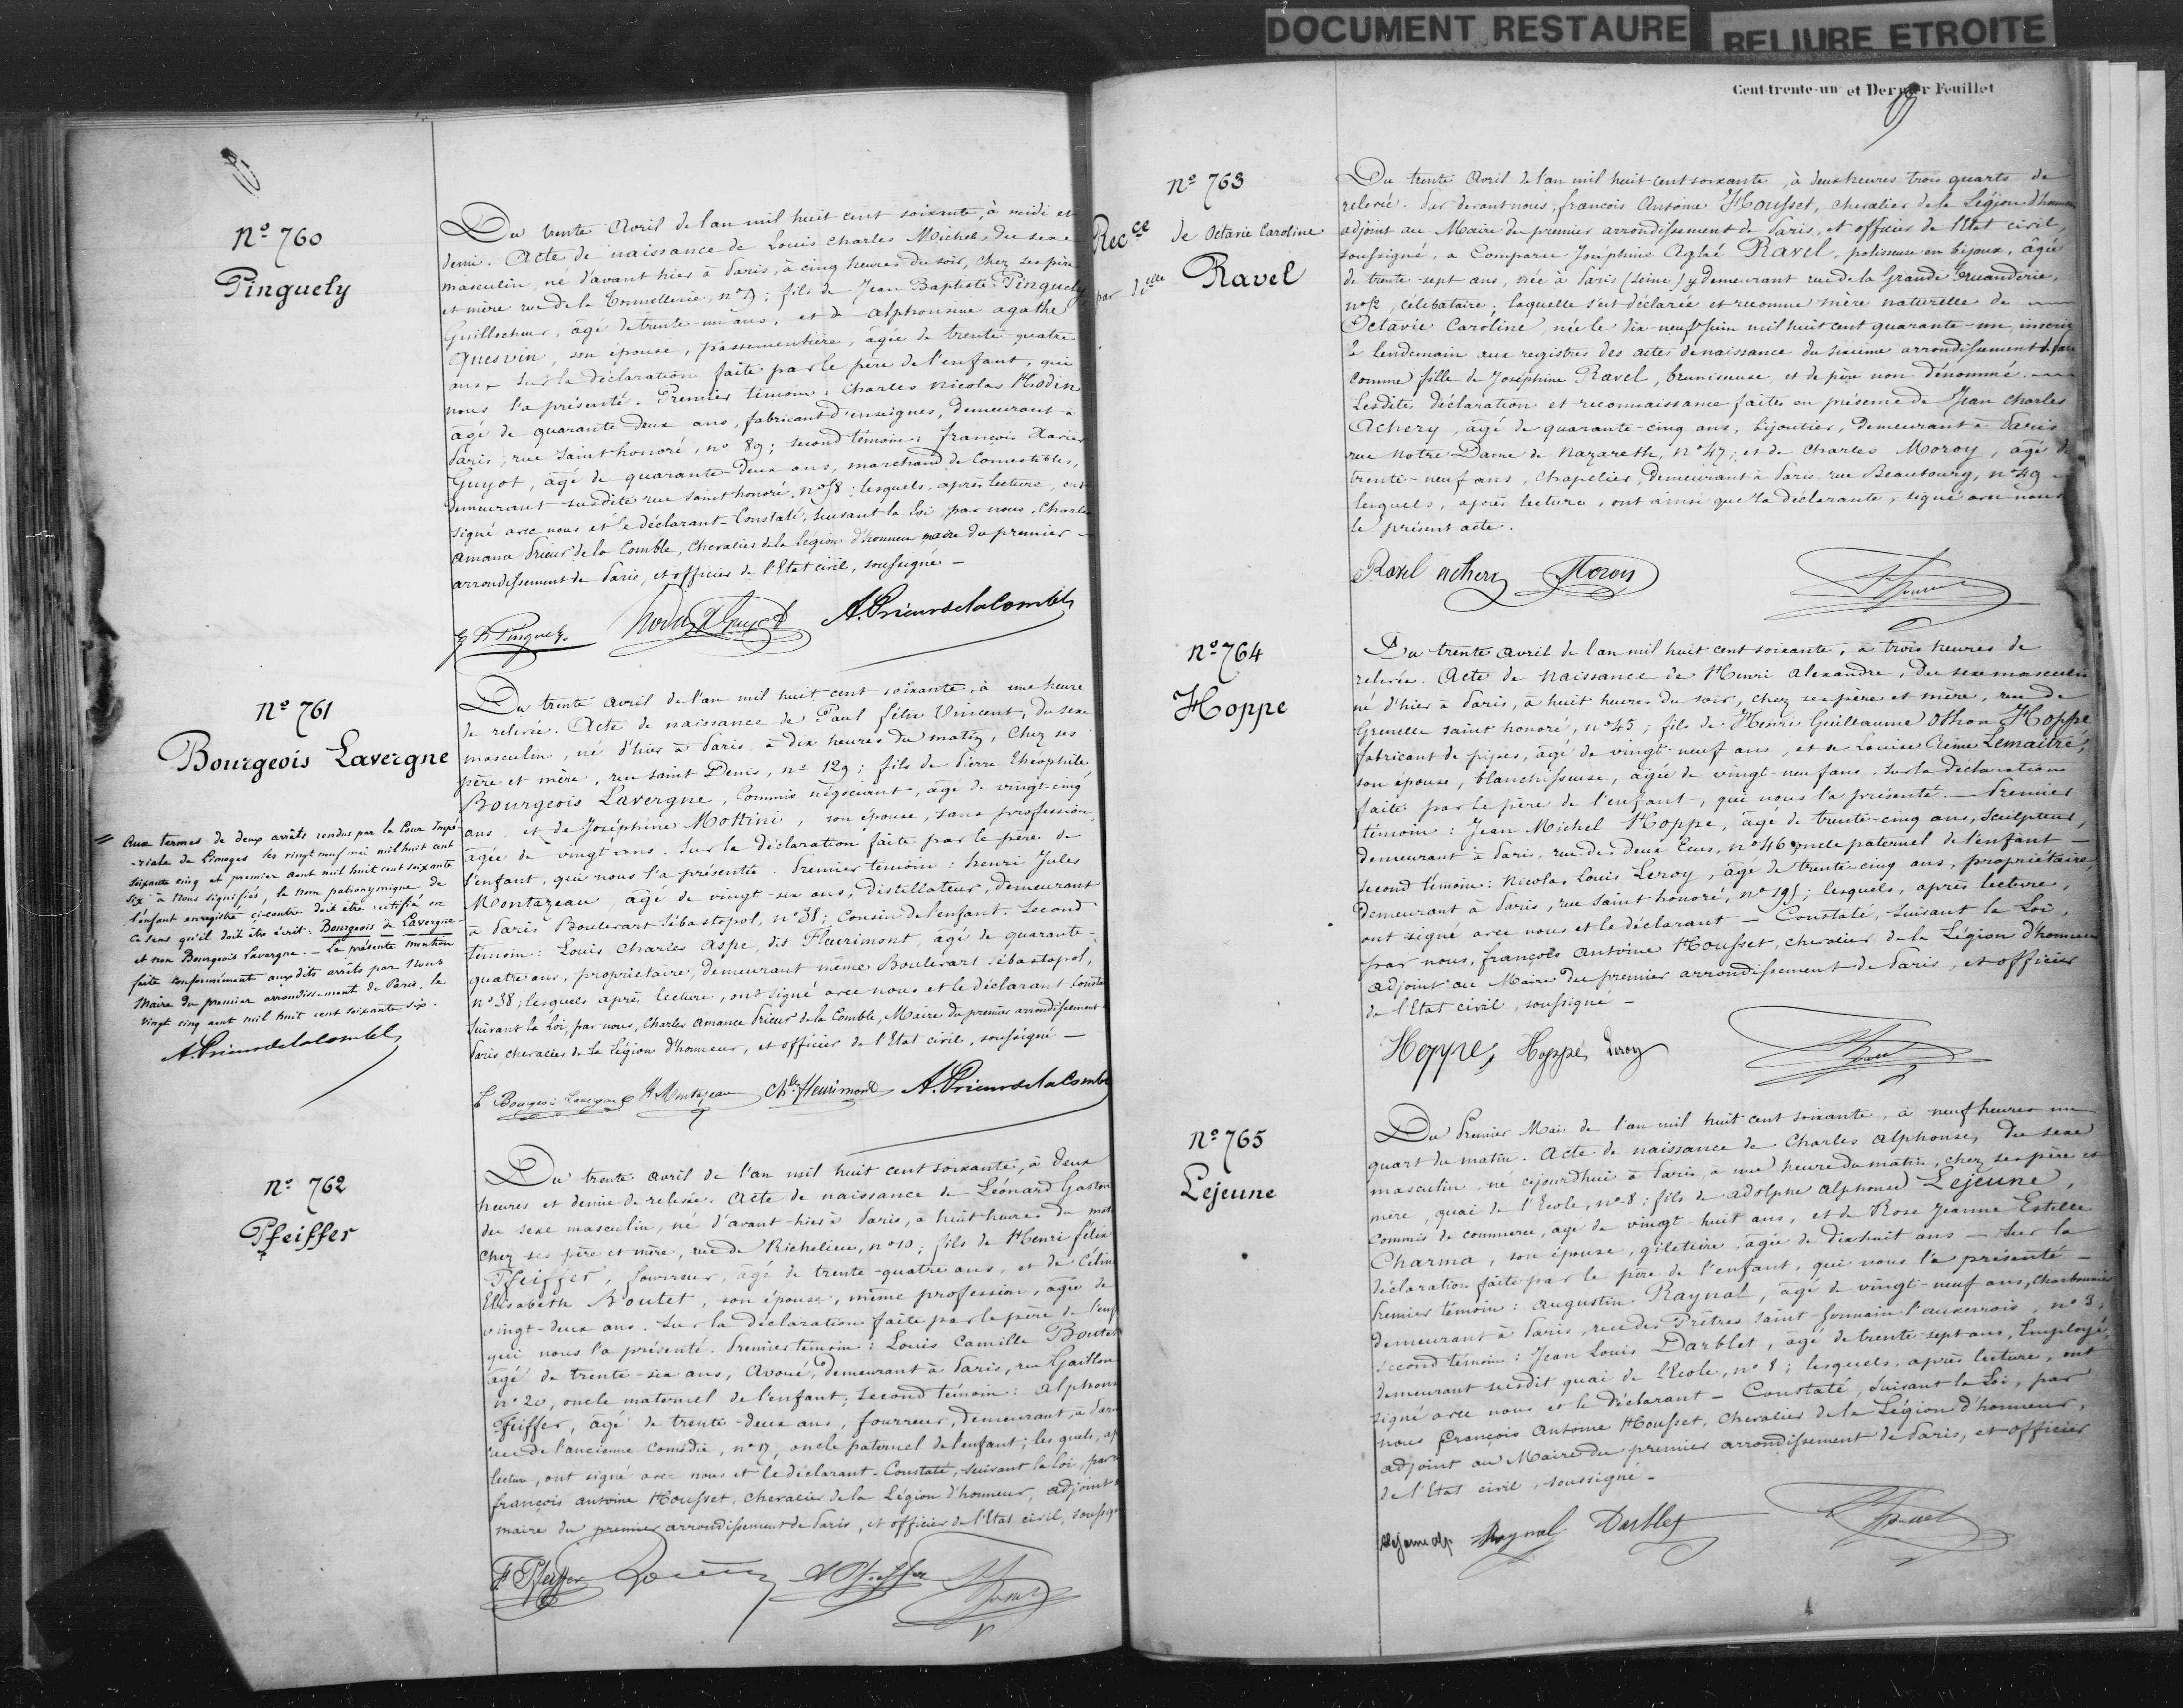 DOCUMENT RESTAURE
RELIURE ETROITE
Nº 760
Pinguely
Du trente Avril de l'an mil huit cent soixante, à midi et
demi. Acte de naissance de Louis Charles Michel, du sexe
masculin, né d'avant hier à Paris, à cinq heures du soir, chez ses père
et mère rue de la Tonnellerie, nº 9; fils de Jean Baptiste Pinguely,
Guillocheur, âgé de trente-un ans, et de alphonsine agathe
Quesvin, son épouse, passementière, âgée de trente quatre
ans - Sur la déclaration faite par le père de l'enfant, qui
nous l'a présenté. Premier témoin, Charles Nicolas Hodin
âgé de quarante-deux ans, fabricant d'enseignes, demeurant à
Paris, rue Saint honoré, nº 89; second témoin: françois Xavier
Guyot, âgé de quarante-deux ans, marchand de Comestibles,
demeurant susdite rue Saint honoré, nº 58; lesquels, après lecture, ont
signé avec nous et le déclarant - Constaté, suivant la Loi, par nous, Charles
Amance Prieur de la Comble, Chevalier de la Légion d'honneur maire du premier -
arrondissement de Paris, et officier de l'Etat civil, soussigné -
J B Pinguely Hodin X Guyot A. Prieur de la Comble
Nº 761
Bourgeois Lavergne
Du trente avril de l'an mil huit cent soixante, à une heure
de relevée. Acte de naissance de Paul félix Vincent, du sexe
masculin, né d'hier à Paris, à dix heures du matin, Chez ses
père et mère, rue Saint Denis, nº 129; fils de Pierre Théophile
Bourgeois Lavergne, Commis négociant, âgé de vingt-cinq
ans, et de Joséphine Mottini, son épouse, sans profession,
âgée de vingt ans. Sur la déclaration faite par le père de
l'enfant, qui nous l'a présenté. Premier témoin: henri Jules
Montazeau, âgé de vingt-six ans, distillateur, demeurant
à Paris Boulevart Sébastopol, nº 38; Cousin de l'enfant. Second
témoin: Louis Charles Aspe, dit Fleurimont, âgé de quarante-
quatre ans, propriétaire, demeurant même Boulevart Sébastopol,
nº 38; lesquels après lecture, ont signé avec nous et le déclarant Consta
Suivant la Loi, par nous, Charles Amance Prieur de la Comble, Maire du premier arrondissement
Paris, chevalier de la Légion d'honneur, et officier de l'Etat civil, soussigné -
Bourgeois Lavergne H Montazeau Ch.les Fleurimont A. Prieur de la Comble
= Aux termes de deux arrêts rendus par la Cour Impé-
-riale de Limoges les vingt neuf mai mil huit cent
soixante cinq et premier aout mil huit cent soixante
six à Nous signifiés, le nom patronymique de
l'enfant enregistré ci-contre doit être rectifié en
ce sens qu'il doit être écrit: Bourgeois de Lavergne
et non Bourgeois Lavergne. - La présente mention
faite conformément aux dits arrêts par Nous
Maire du premier arrondissement de Paris, le
Vingt cinq aout mil huit cent soixante six.
A. Prieur de la Comble
Nº 762
Pfeiffer
Du trente avril de l'an mil huit cent soixante, à deux
heures et demie de relevée. Acte de naissance de Léonard Gaston
du sexe masculin, né d'avant-hier à Paris, à huit heures du mat
Chez ses père et mère, rue de Richelieu, nº 10; fils de Henri félix
Pfeiffer, fourreur, âgé de trente-quatre ans, et de Célin
Elisabeth Boutet, son épouse, même profession, âgée de
vingt-deux ans. Sur la déclaration faite par le père de l'enf
qui nous l'a présenté. Premier témoin: Louis Camille Boutet
âgé de trente-six ans, Avoué, demeurant à Paris, rue Gaillon
nº 20, oncle maternel de l'enfant; Second témoin: Alphons
Pfeiffer, âgé de trente-deux ans, fourreur, demeurant, à Paris
rue de l'ancienne Comédie, nº 17, oncle paternel de l'enfant; les quels, ap
lecture, ont signé avec nous et le déclarant - Constaté, suivant la Loi, par n
françois antoine Housset, chevalier de la Légion d'honneur, adjoint
maire du premier arrondissement de Paris, et officier de l'Etat civil, soussig
F Pfeiffer A Pfeiffer
Cent-trente-un et Dernier Feuillet
Nº 763
Rec.ce de Octavie Caroline
par D.elle Ravel
Du trente Avril de l'an mil huit cent soixante, à deux heures trois quarts de
relevée. Par devant nous, francois Antoine Housset, chevalier de la Légion d'honneur
adjoint au Maire du premier arrondissement de Paris, et officier de l'Etat civil,
soussigné, a Comparu Joséphine Aglaé Ravel, polisseuse en bijoux, âgée
de trente-sept ans, née à Paris (Seine) y demeurant rue de la Grande Truanderie,
nº 12, célibataire; laquelle s'est déclarée et reconnue mère naturelle de
Octavie Caroline, née le dix-neuf Juin mil huit cent quarante-un, inscrite
le lendemain aux registres des actes de naissance du sixième arrondissement de Paris
comme fille de Joséphine Ravel, brunisseuse, et de père non dénommé.
Lesdites déclaration et reconnaissance faites en présence de Jean Charles
Achery, âgé de quarante-cinq ans, bijoutier, demeurant à Paris
rue Notre Dame de Nazareth, nº 47; et de Charles Moroy, âgé de
trente-neuf ans, Chapelier, demeurant à Paris, rue Beaubourg, nº 49
lesquels, après lecture, ont ainsi que la déclarante, signé avec nous
le présent acte.
Ravel Achery Moroy
Nº 764
Hoppe
Du trente avril de l'an mil huit cent soixante, à trois heures de
relevée. Acte de naissance de Henri Alexandre, du sexe masculin
né d'hier à Paris, à huit heures du soir, chez ses père et mère, rue de
Grenelle saint honoré, nº 45; fils de Henri Guillaume Othon Hoppe
fabricant de pipes, âgé de vingt-neuf ans, et de Louise Reine Lemaitre,
son épouse, blanchisseuse, âgée de vingt neuf ans. Sur la déclaration
faite par le père de l'enfant, qui nous l'a présenté. - Premier
témoin: Jean Michel Hoppe, âgé de trente-cinq ans, Sculpteur,
demeurant à Paris, rue des Deux Ecus, nº 46 oncle paternel de l'enfant -
Second témoin: Nicolas Louis Leroy, âgé de trente-cinq ans, propriétaire
demeurant à Paris, rue Saint honoré, nº 195; lesquels, après lecture,
ont signé avec nous et le déclarant - Constaté, Suivant la Loi,
par nous, françois Antoine Housset, chevalier de la Légion d'honneur
adjoint au Maire du premier arrondissement de Paris, et officier
de l'Etat civil, soussigné -
Hoppe Hoppe Leroy
Nº 765
Lejeune
Du Premier Mai de l'an mil huit cent soixante, à neuf heures un
quart du matin. Acte de naissance de Charles Alphonse, du sexe
masculin né cejourdhui à Paris, à une heure du matin, chez ses père et
mère, quai de l'Ecole, nº 8; fils de Adolphe Alphonse Lejeune,
Commis de commerce, âgé de vingt-huit ans, et de Rose Jeanne Estelle
Charma, son épouse, giletière, âgée de dix-huit ans - Sur la
déclaration faite par le père de l'enfant, qui nous l'a présenté -
Premier témoin: Augustin Raynal, âgé de vingt-neuf ans, Charbonnier
demeurant à Paris, rue des Prêtres Saint Germain l'auxerrois, nº 3;
Second témoin: Jean Louis Darblet, âgé de trente-sept ans, Employé,
demeurant susdit quai de l'Ecole, nº 8; lesquels, après lecture, ont
signé avec nous et le déclarant - Constaté, Suivant la Loi, par
nous françois Antoine Housset, Chevalier de la Légion d'honneur,
adjoint au Maire du premier arrondissement de Paris, et officier
de l'Etat civil, soussigné -
Lejeune alp. Raynal Darblet